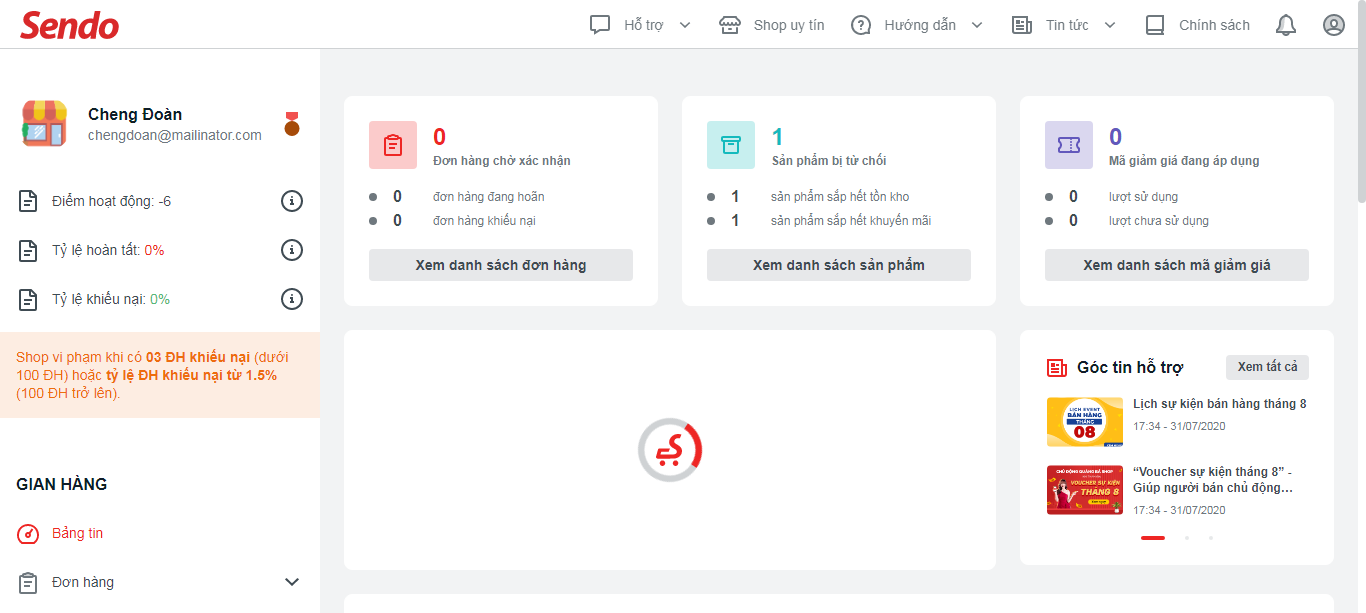 Sendo
Hỗ trợ
Shop uy tín
Hướng dẫn
Tin tức
Chính sách
Cheng Đoàn
chengdoan@mailinator.com
Điểm hoạt động: -6
Tỷ lệ hoàn tất: 0%
Tỷ lệ khiếu nại: 0%
Shop vi phạm khi có 03 ĐH khiếu nại (dưới
100 ĐH) hoặc tỷ lệ ĐH khiếu nại từ 1.5%
(100 ĐH trở lên).
GIAN HÀNG
Bảng tin
Đơn hàng
0
Đơn hàng chờ xác nhận
0 đơn hàng đang hoãn
0 đơn hàng khiếu nại
Xem danh sách đơn hàng
1
Sản phẩm bị từ chối
1 sản phẩm sắp hết tồn kho
1 sản phẩm sắp hết khuyến mãi
Xem danh sách sản phẩm
0
Mã giảm giá đang áp dụng
0 lượt sử dụng
0 lượt chưa sử dụng
Xem danh sách mã giảm giá
Góc tin hỗ trợ
Xem tất cả
LỊCH EVENT
BÁN HÀNG
THÁNG
08
Lịch sự kiện bán hàng tháng 8
17:34 - 31/07/2020
CHỦ ĐỘNG QUẢNG BÁ SHOP
VOUCHER SỰ KIỆN
THÁNG 8
“Voucher sự kiện tháng 8” -
Giúp người bán chủ động...
17:34 - 31/07/2020